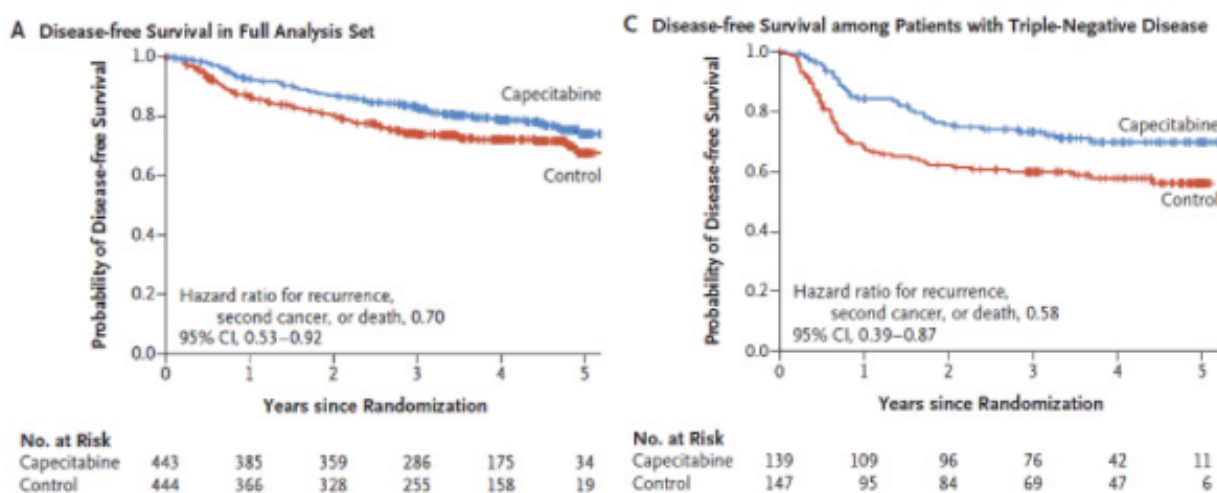 A Disease-free Survival in Full Analysis Set
Probability of Disease-free Survival
1.0
0.8
0.6
0.4
0.2
0.0
Capecitabine
Control
Hazard ratio for recurrence,
second cancer, or death, 0.70
95% CI, 0.53–0.92
0 1 2 3 4 5
Years since Randomization
No. at Risk
Capecitabine 443 385 359 286 175 34
Control 444 366 328 255 158 19
C Disease-free Survival among Patients with Triple-Negative Disease
Probability of Disease-free Survival
1.0
0.8
0.6
0.4
0.2
0.0
Capecitabine
Control
Hazard ratio for recurrence,
second cancer, or death, 0.58
95% CI, 0.39–0.87
0 1 2 3 4 5
Years since Randomization
No. at Risk
Capecitabine 139 109 96 76 42 11
Control 147 95 84 69 47 6